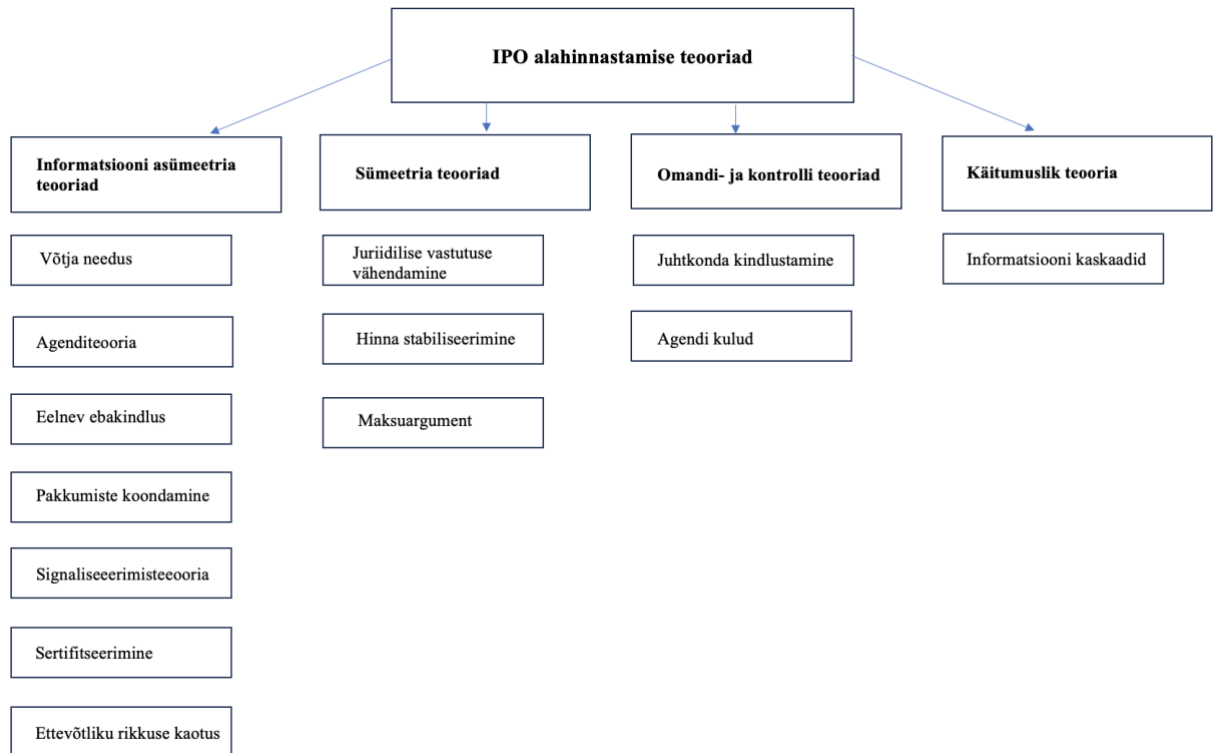 IPO alahinnastamise teooriad
Informatsiooni asümeetria
teooriad
Võtja needus
Agenditeooria
Eelnev ebakindlus
Pakkumiste koondamine
Signaliseeerimisteeooria
Sertifitseerimine
Ettevõtliku rikkuse kaotus
Sümeetria teooriad
Juriidilise vastutuse
vähendamine
Hinna stabiliseerimine
Maksuargument
Omandi- ja kontrolli teooriad
Juhtkonda kindlustamine
Agendi kulud
Käitumuslik teooria
Informatsiooni kaskaadid